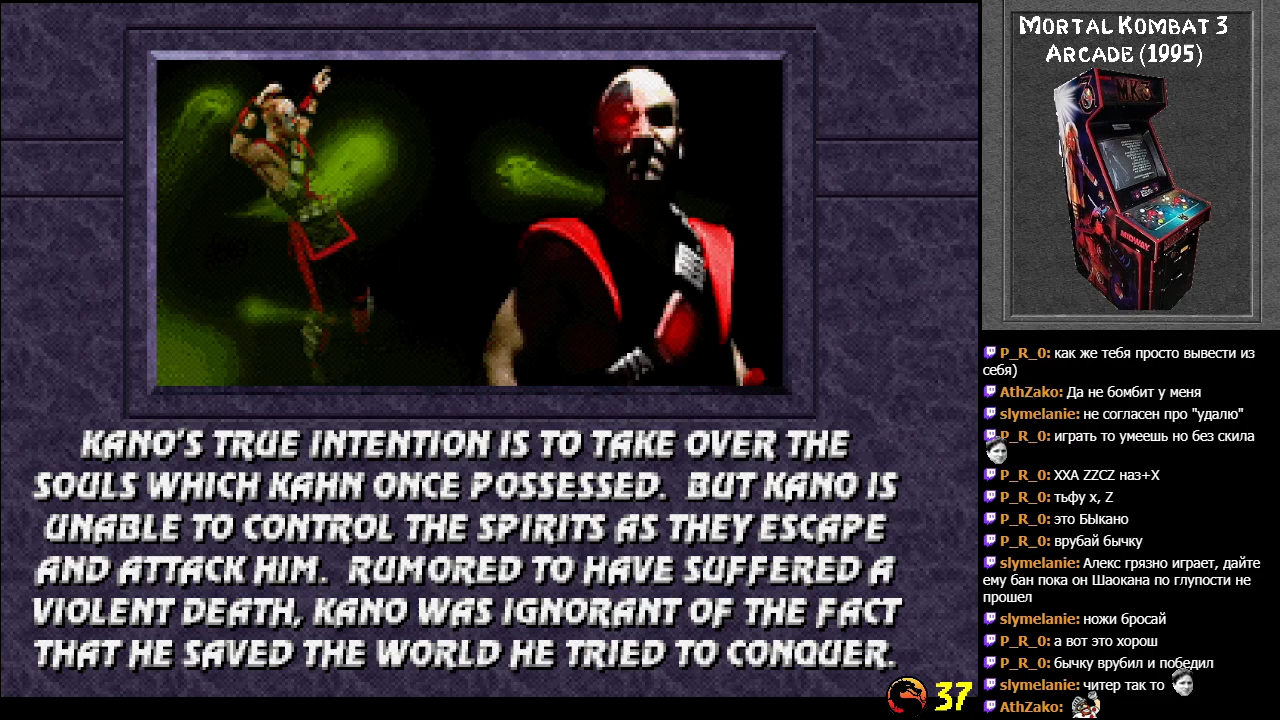 KANO'S TRUE INTENTION IS TO TAKE OVER THE
SOULS WHICH KAHN ONCE POSSESSED. BUT KANO IS
UNABLE TO CONTROL THE SPIRITS AS THEY ESCAPE
AND ATTACK HIM. RUMORED TO HAVE SUFFERED A
VIOLENT DEATH, KANO WAS IGNORANT OF THE FACT
THAT HE SAVED THE WORLD HE TRIED TO CONQUER.
37
MORTAL KOMBAT 3
ARCADE (1995)
MK3
MIDWAY
P_R_0: как же тебя просто вывести из
себя)
AthZako: Да не бомбит у меня
slymelanie: не согласен про "удалю"
P_R_0: играть то умеешь но без скила
P_R_0: XXA ZZCZ наз+X
P_R_0: тьфу x, Z
P_R_0: это БЫкано
P_R_0: врубай бычку
slymelanie: Алекс грязно играет, дайте
ему бан пока он Шаокана по глупости не
прошел
slymelanie: ножи бросай
P_R_0: а вот это хорош
P_R_0: бычку врубил и победил
slymelanie: читер так то
AthZako: